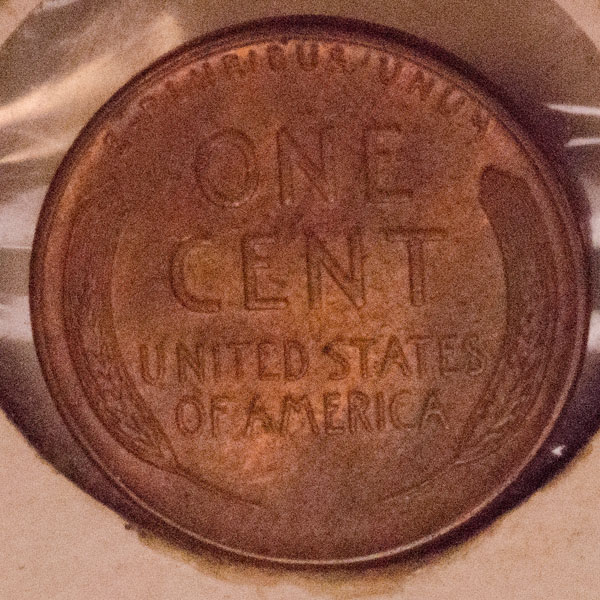 E·PLURIBUS·UNUM
ONE
CENT
UNITED STATES
OF AMERICA